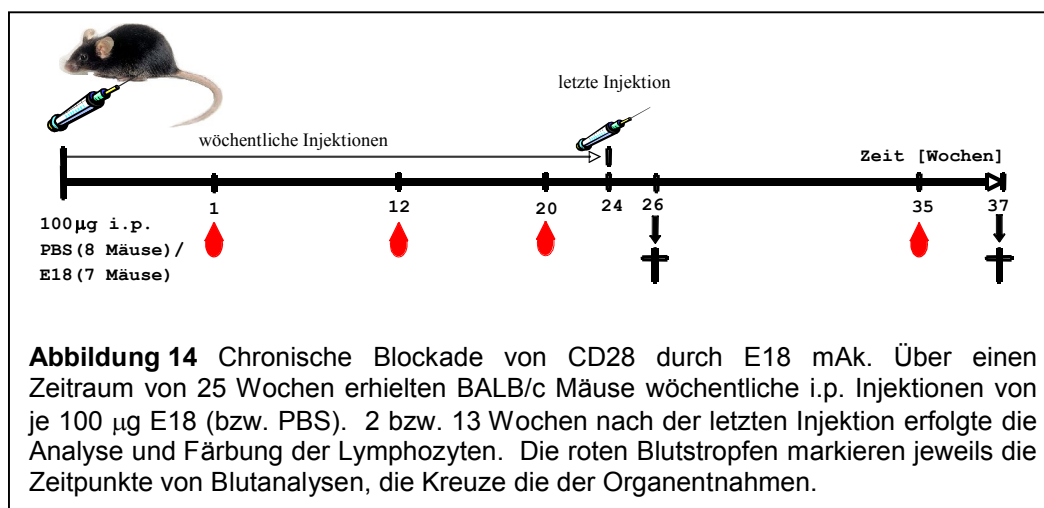 letzte Injektion
wöchentliche Injektionen
Zeit [Wochen]
1
12
20
24
26
35
37
100µg i.p.
PBS(8 Mäuse)/
E18(7 Mäuse)
Abbildung 14 Chronische Blockade von CD28 durch E18 mAk. Über einen
Zeitraum von 25 Wochen erhielten BALB/c Mäuse wöchentliche i.p. Injektionen von
je 100 µg E18 (bzw. PBS). 2 bzw. 13 Wochen nach der letzten Injektion erfolgte die
Analyse und Färbung der Lymphozyten. Die roten Blutstropfen markieren jeweils die
Zeitpunkte von Blutanalysen, die Kreuze die der Organentnahmen.